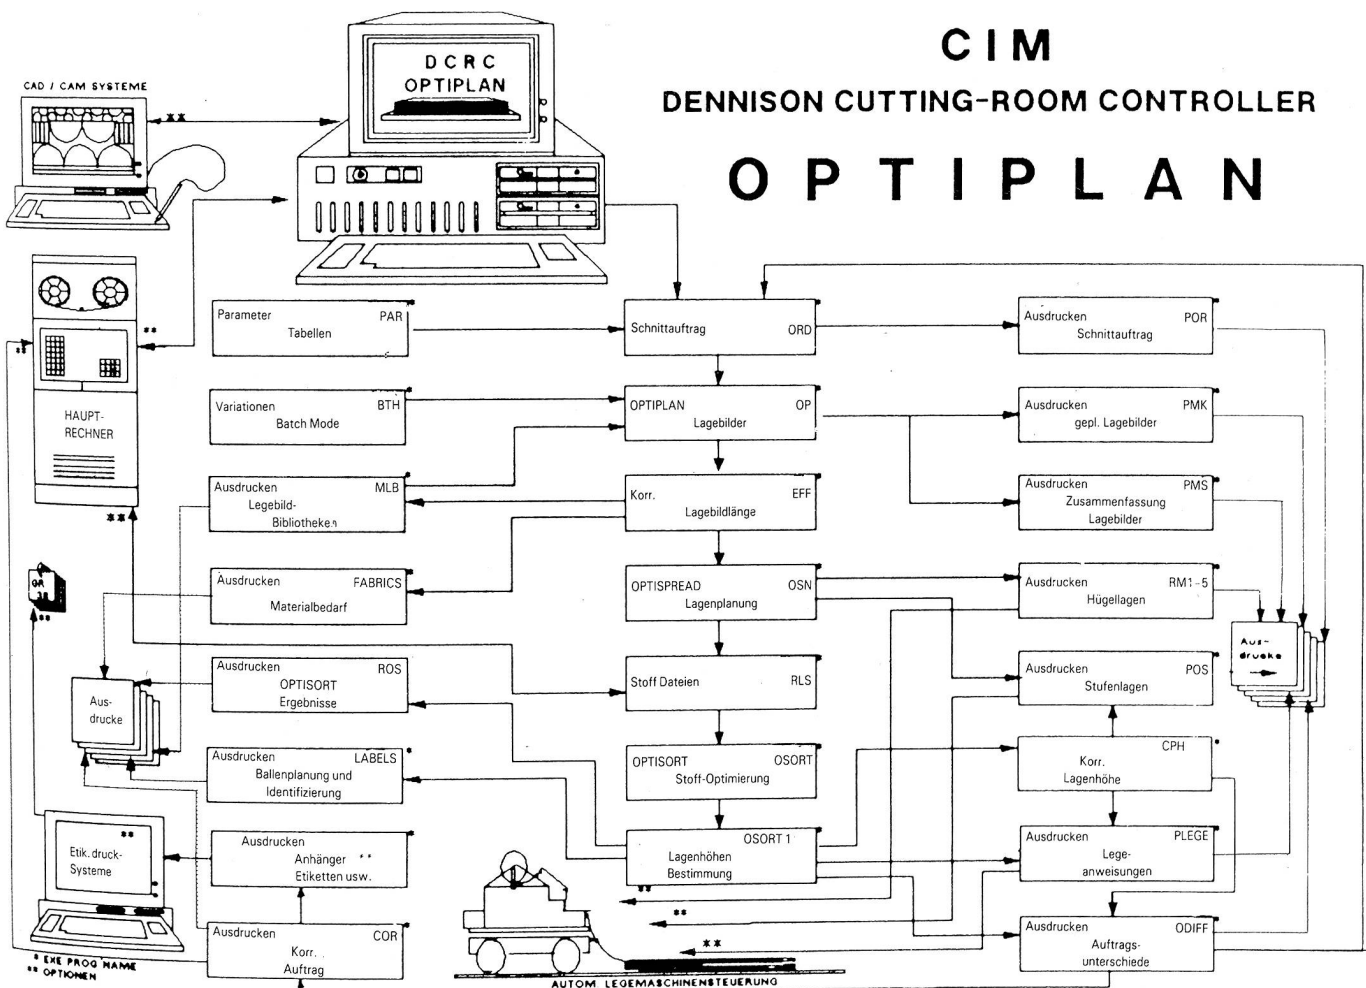 CIM
DENNISON CUTTING-ROOM CONTROLLER
OPTIPLAN
CAD / CAM SYSTEME
**
DCRC
OPTIPLAN
HAUPT-
RECHNER
**
**
**
Parameter PAR
Tabellen
Schnittauftrag
ORD
Ausdrucken POR
Schnittauftrag
Variationen BTH
Batch Mode
OPTIPLAN OP
Lagebilder
Ausdrucken PMK
gepl. Lagebilder
Ausdrucken MLB
Legebild-
Bibliotheken
Korr. EFF
Lagebildlänge
Ausdrucken PMS
Zusammenfassung
Lagebilder
Ausdrucken FABRICS
Materialbedarf
OPTISPREAD OSN
Lagenplanung
Ausdrucken RM1-5
Hügellagen
GR
38
**
Ausdrucken ROS
OPTISORT
Ergebnisse
Stoff Dateien RLS
Ausdrucken POS
Stufenlagen
Aus-
drucke
Aus-
drucke
Ausdrucken LABELS
Ballenplanung und
Identifizierung
OPTISORT OSORT
Stoff-Optimierung
CPH
Korr.
Lagenhöhe
**
Etik.druck-
Systeme
Ausdrucken
Anhänger **
Etiketten usw.
OSORT 1
Lagenhöhen
Bestimmung
Ausdrucken PLEGE
Lege-
anweisungen
**
**
**
Ausdrucken COR
Korr.
Auftrag
Ausdrucken ODIFF
Auftrags-
unterschiede
* EXE PROG NAME
** OPTIONEN
AUTOM. LEGEMASCHINENSTEUERUNG